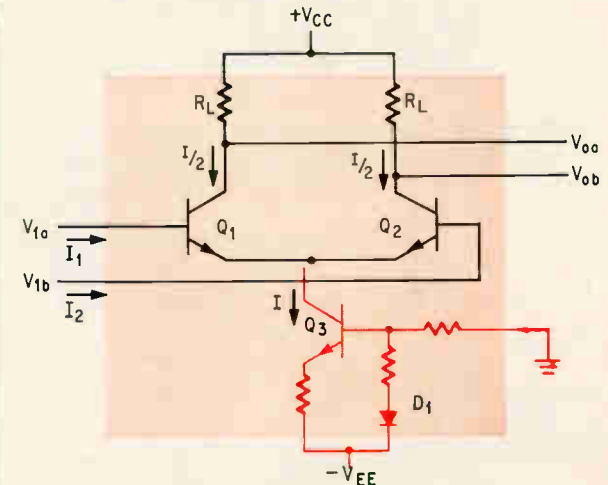 +VCC
RL
RL
Voa
I/2
I/2
Vob
V1a
Q1
Q2
I1
V1b
I2
I
Q3
D1
-VEE